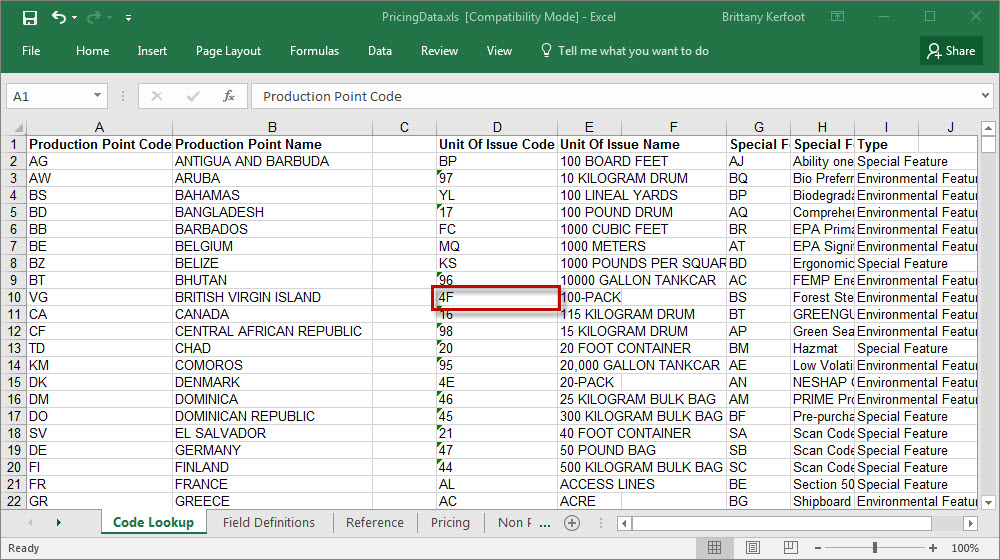 PricingData.xls [Compatibility Mode] - Excel Brittany Kerfoot
File Home Insert Page Layout Formulas Data Review View Tell me what you want to do Share
A1 fx Production Point Code
A B C D E F G H I J
1 Production Point Code Production Point Name Unit Of Issue Code Unit Of Issue Name Special F Special F Type
2 AG ANTIGUA AND BARBUDA BP 100 BOARD FEET AJ Ability one Special Feature
3 AW ARUBA 97 10 KILOGRAM DRUM BQ Bio Preferr Environmental Featur
4 BS BAHAMAS YL 100 LINEAL YARDS BP Biodegrada Environmental Featur
5 BD BANGLADESH 17 100 POUND DRUM AQ Compreher Environmental Featur
6 BB BARBADOS FC 1000 CUBIC FEET BR EPA Prima Environmental Featur
7 BE BELGIUM MQ 1000 METERS AT EPA Signit Environmental Featur
8 BZ BELIZE KS 1000 POUNDS PER SQUAR BD Ergonomic Special Feature
9 BT BHUTAN 96 10000 GALLON TANKCAR AC FEMP Ene Environmental Featur
10 VG BRITISH VIRGIN ISLAND 4F 100-PACK BS Forest Ste Environmental Featur
11 CA CANADA 16 115 KILOGRAM DRUM BT GREENGU Environmental Featur
12 CF CENTRAL AFRICAN REPUBLIC 98 15 KILOGRAM DRUM AP Green Sea Environmental Featur
13 TD CHAD 20 20 FOOT CONTAINER BM Hazmat Special Feature
14 KM COMOROS 95 20,000 GALLON TANKCAR AE Low Volati Environmental Featur
15 DK DENMARK 4E 20-PACK AN NESHAP C Environmental Featur
16 DM DOMINICA 46 25 KILOGRAM BULK BAG AM PRIME Pro Environmental Featur
17 DO DOMINICAN REPUBLIC 45 300 KILOGRAM BULK BAG BF Pre-purcha Special Feature
18 SV EL SALVADOR 21 40 FOOT CONTAINER SA Scan Code Special Feature
19 DE GERMANY 47 50 POUND BAG SB Scan Code Special Feature
20 FI FINLAND 44 500 KILOGRAM BULK BAG SC Scan Code Special Feature
21 FR FRANCE AL ACCESS LINES BE Section 50 Special Feature
22 GR GREECE AC ACRE BG Shipboard Environmental Featur
Code Lookup Field Definitions Reference Pricing Non F ...
Ready 100%